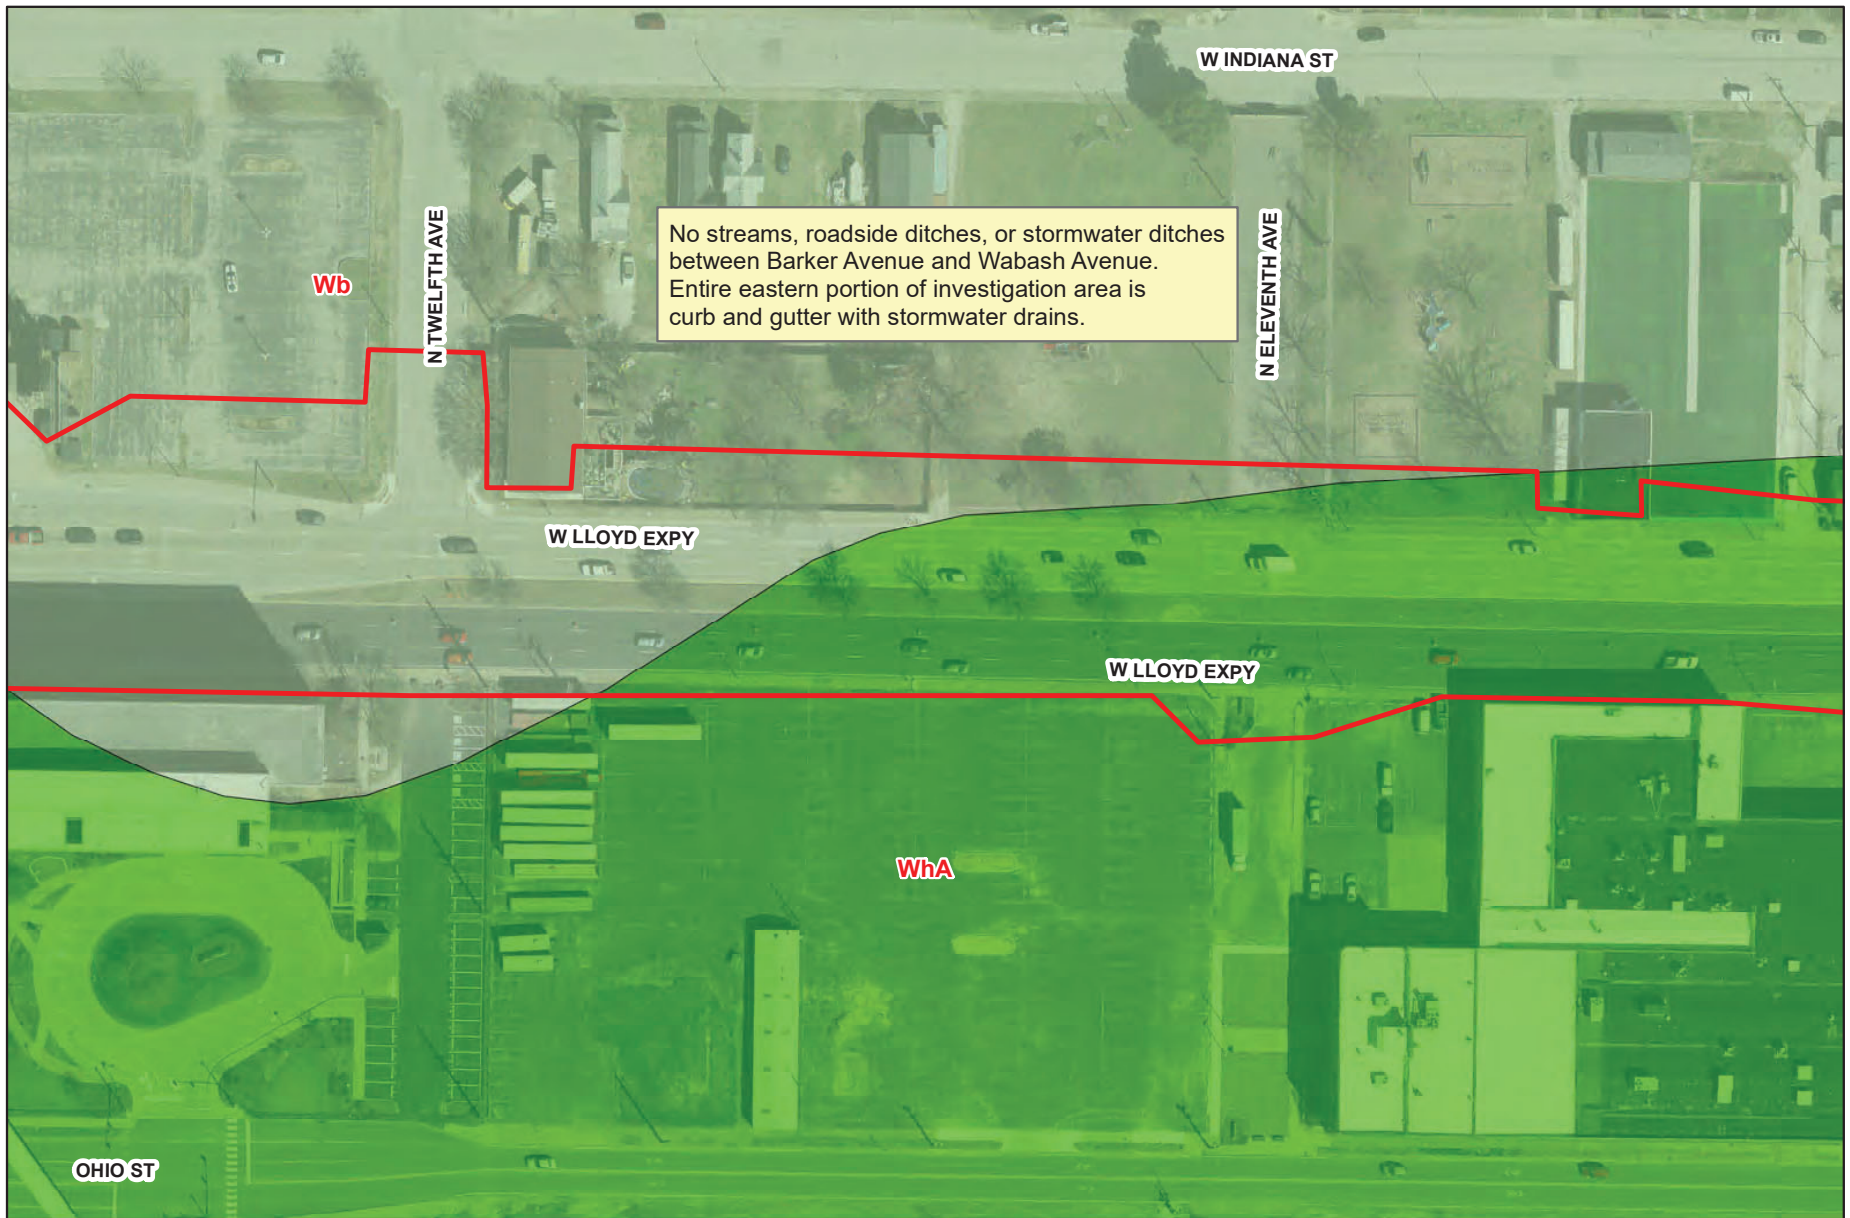 W INDIANA ST
N TWELFTH AVE
N ELEVENTH AVE
No streams, roadside ditches, or stormwater ditches
between Barker Avenue and Wabash Avenue.
Entire eastern portion of investigation area is
curb and gutter with stormwater drains.
Wb
W LLOYD EXPY
W LLOYD EXPY
WhA
OHIO ST